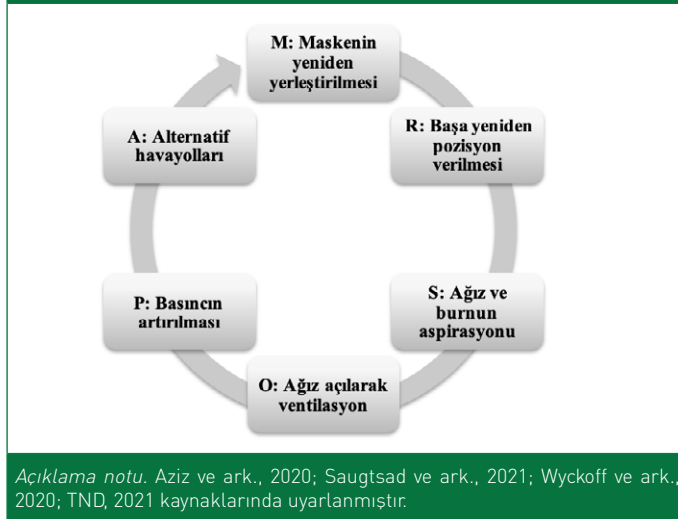 M: Maskenin
yeniden
yerleştirilmesi
R: Başa yeniden
pozisyon
verilmesi
S: Ağız ve
burnun
aspirasyonu
O: Ağız açılarak
ventilasyon
P: Basıncın
artırılması
A: Alternatif
havayolları
Açıklama notu. Aziz ve ark., 2020; Saugtsad ve ark., 2021; Wyckoff ve ark.,
2020; TND, 2021 kaynaklarında uyarlanmıştır.